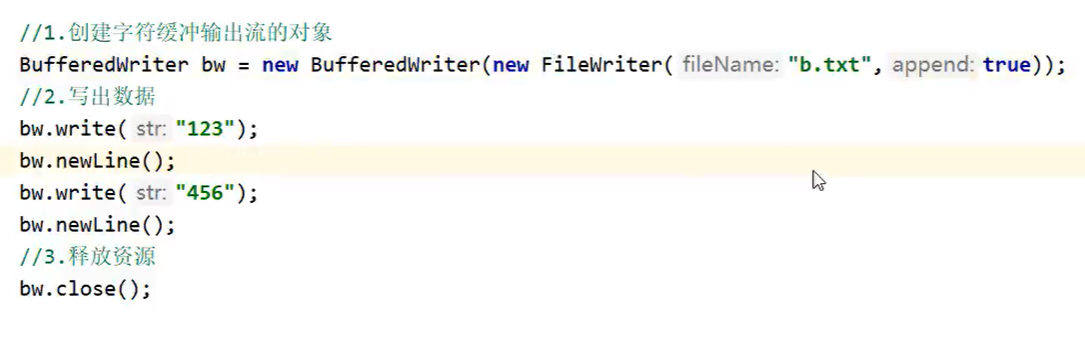 //1.创建字符缓冲输出流的对象
BufferedWriter bw = new BufferedWriter(new FileWriter( fileName: "b.txt", append: true));
//2.写出数据
bw.write( str: "123");
bw.newLine();
bw.write( str: "456");
bw.newLine();
//3.释放资源
bw.close();